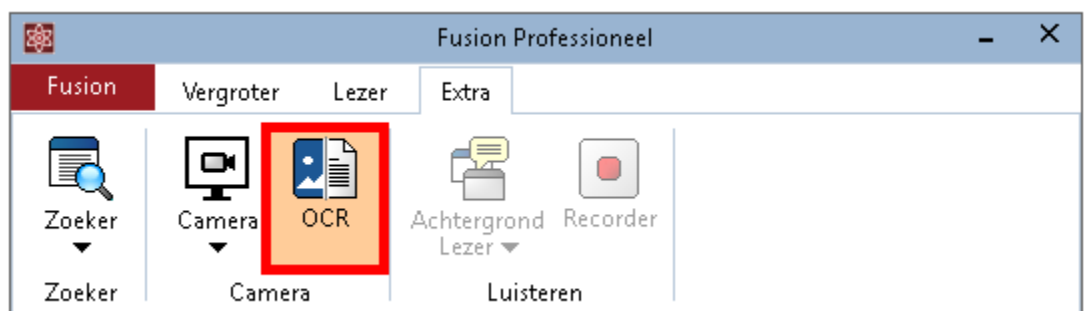 Fusion Professioneel
Fusion Vergroter Lezer Extra
Zoeker Camera OCR Achtergrond Lezer Recorder
Zoeker Camera Luisteren